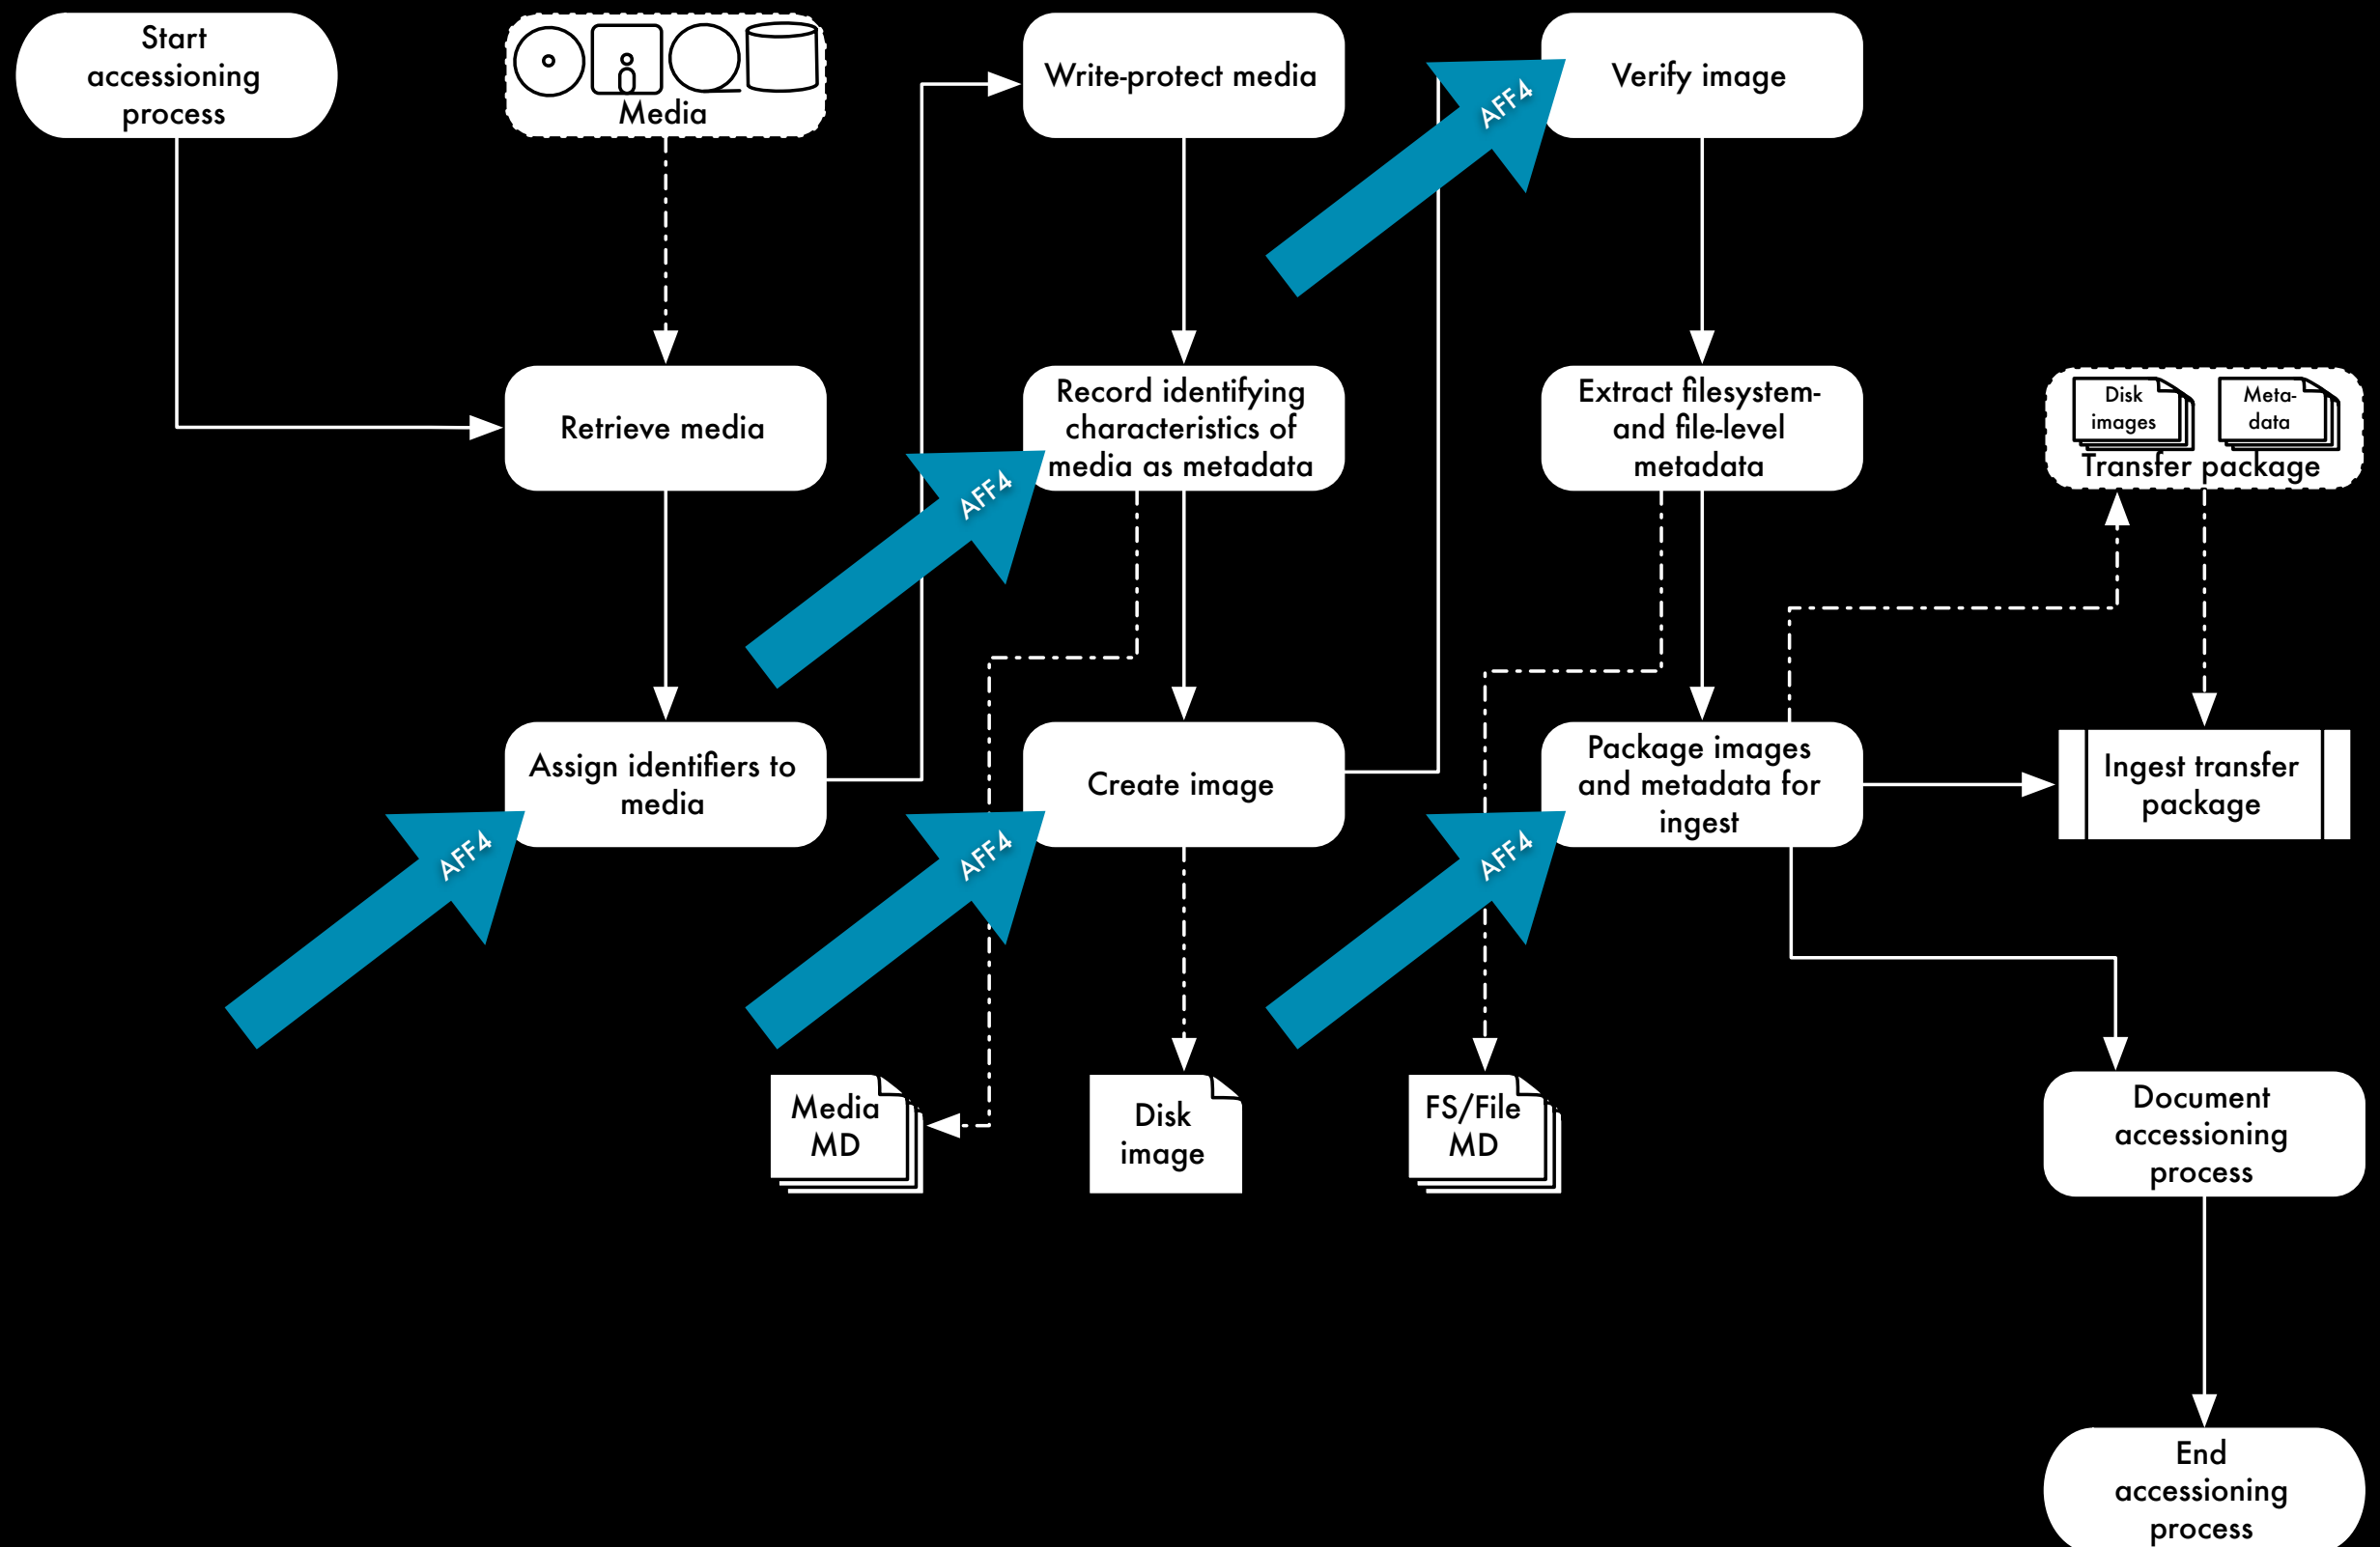 Start
accessioning
process
Media
Write-protect media
Verify image
AFF4
Retrieve media
Record identifying
characteristics of
media as metadata
AFF4
Extract filesystem-
and file-level
metadata
Disk
images
Meta-
data
Transfer package
Assign identifiers to
media
AFF4
Create image
AFF4
Package images
and metadata for
ingest
AFF4
Ingest transfer
package
Media
MD
Disk
image
FS/File
MD
Document
accessioning
process
End
accessioning
process